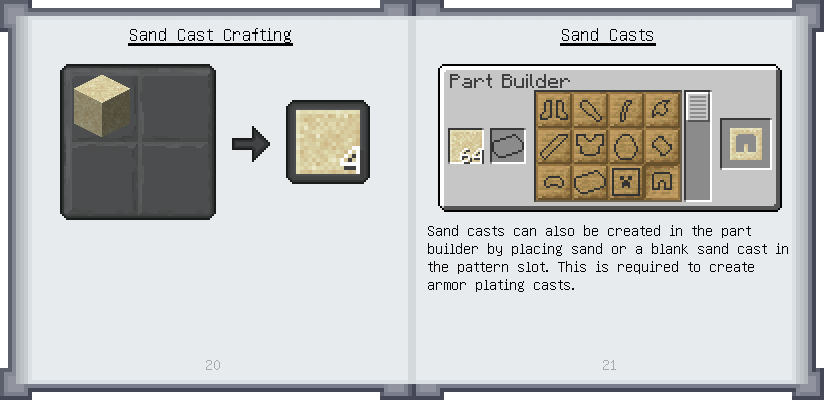 Sand Cast Crafting
4
20
Sand Casts
Part Builder
64
Sand casts can also be created in the part
builder by placing sand or a blank sand cast in
the pattern slot. This is required to create
armor plating casts.
21